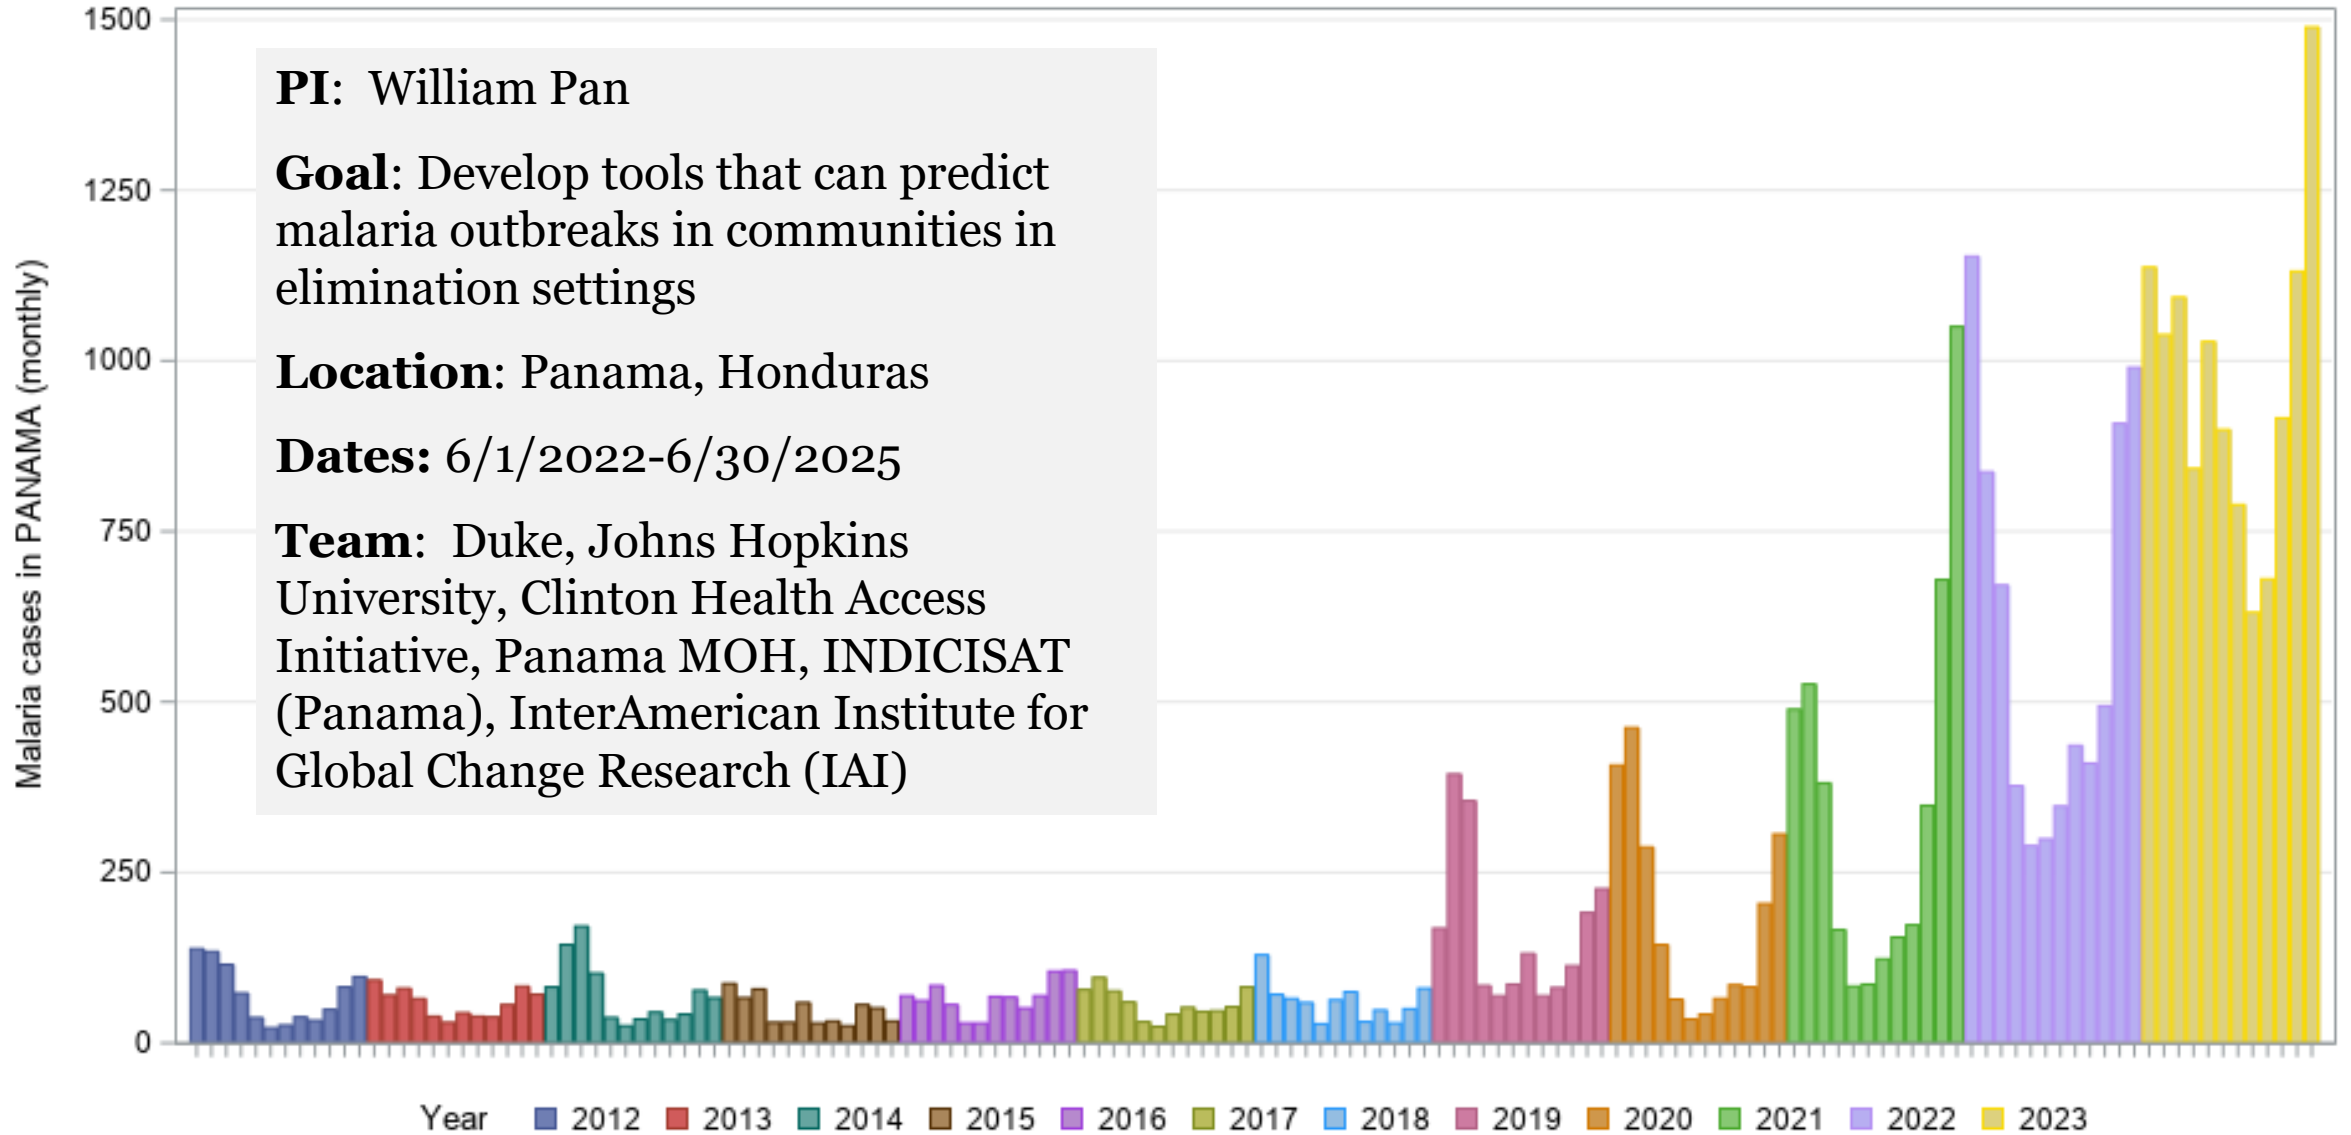 1500
PI:  William Pan
Goal: Develop tools that can predict
malaria outbreaks in communities in
elimination settings
Location: Panama, Honduras
Dates: 6/1/2022-6/30/2025
Team:  Duke, Johns Hopkins
University, Clinton Health Access
Initiative, Panama MOH, INDICISAT
(Panama), InterAmerican Institute for
Global Change Research (IAI)
1250
1000
750
500
250
0
Malaria cases in PANAMA (monthly)
Year 2012 2013 2014 2015 2016 2017 2018 2019 2020 2021 2022 2023